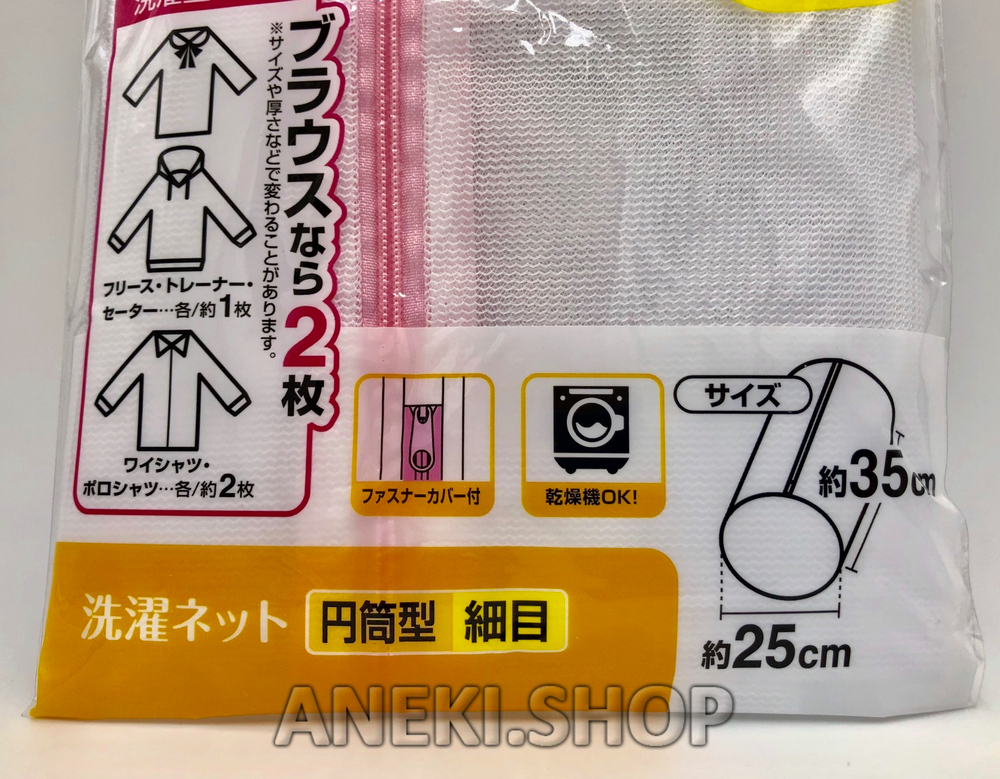 ブラウスなら2枚
※サイズや厚さなどで変わることがあります。
フリース・トレーナー・
セーター…各/約1枚
ワイシャツ・
ポロシャツ…各/約2枚
ファスナーカバー付
乾燥機OK!
サイズ
約35cm
約25cm
洗濯ネット 円筒型 細目
ANEKI.SHOP